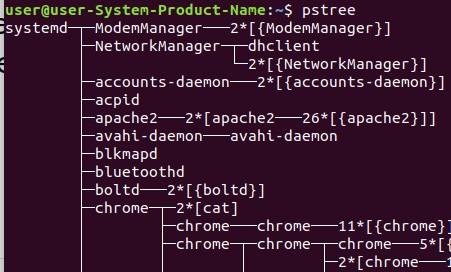 user@user-System-Product-Name:~$ pstree
systemd─┬─ModemManager───2*[{ModemManager}]
        ├─NetworkManager─┬─dhclient
        │                └─2*[{NetworkManager}]
        ├─accounts-daemon───2*[{accounts-daemon}]
        ├─acpid
        ├─apache2───2*[apache2───26*[{apache2}]]
        ├─avahi-daemon───avahi-daemon
        ├─blkmapd
        ├─bluetoothd
        ├─boltd───2*[{boltd}]
        ├─chrome─┬─2*[cat]
        │        ├─chrome───chrome───11*[{chrome}]
        │        ├─chrome─┬─chrome─┬─chrome───5*[{
        │        │        │        ├─2*[chrome───1